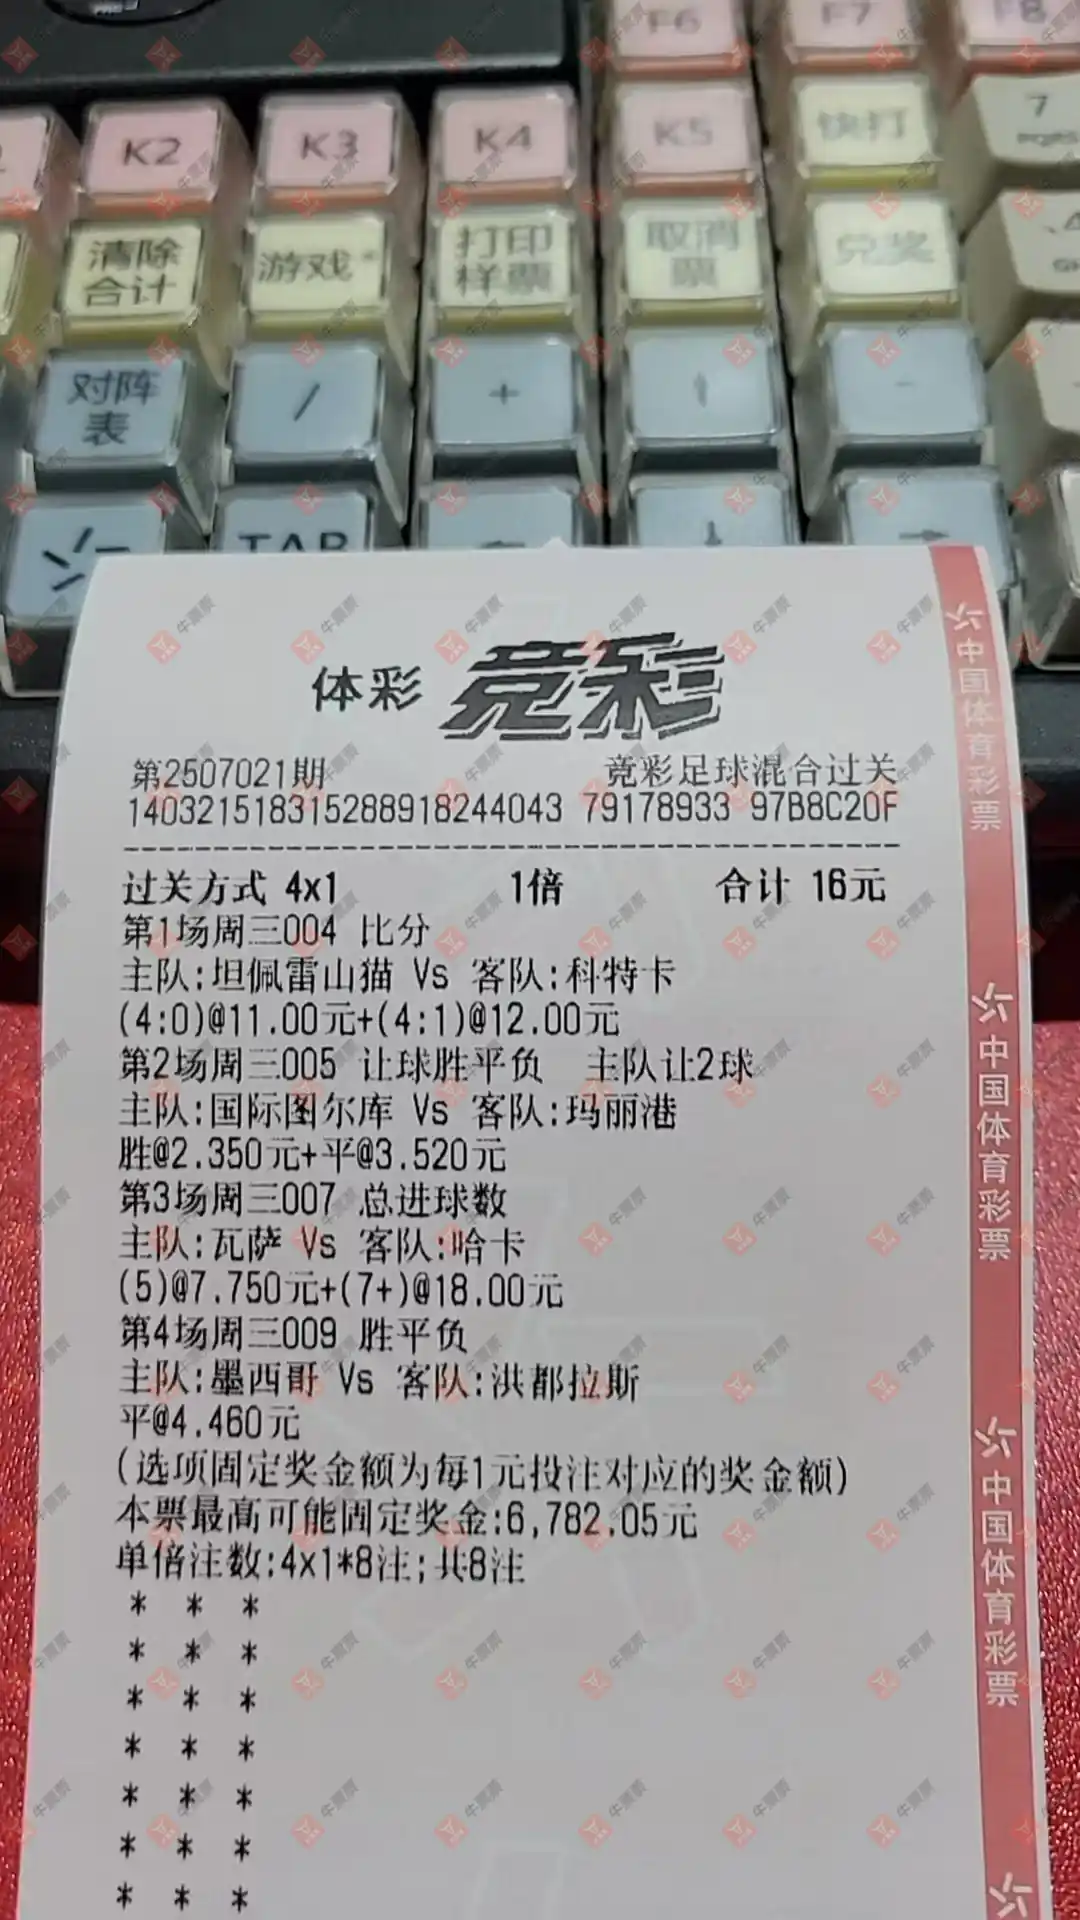 F6 F7 F8
K2 K3 K4 K5 快打 7
清除合计 游戏 打印样票 取消票 兑奖
对阵表 / + -
TAB
体彩 竞彩
第2507021期 竞彩足球混合过关
140321518315288918244043 79178933 97B8C20F
过关方式 4x1 1倍 合计 16元
第1场周三004 比分
主队:坦佩雷山猫 Vs 客队:科特卡
(4:0)@11.00元+(4:1)@12.00元
第2场周三005 让球胜平负 主队让2球
主队:国际图尔库 Vs 客队:玛丽港
胜@2.350元+平@3.520元
第3场周三007 总进球数
主队:瓦萨 Vs 客队:哈卡
(5)@7.750元+(7+)@18.00元
第4场周三009 胜平负
主队:墨西哥 Vs 客队:洪都拉斯
平@4.460元
(选项固定奖金额为每1元投注对应的奖金额)
本票最高可能固定奖金:6,782.05元
单倍注数:4x1*8注;共8注
* * *
* * *
* * *
* * *
* * *
* * *
* * *
中国体育彩票
中国体育彩票
中国体育彩票
牛票票